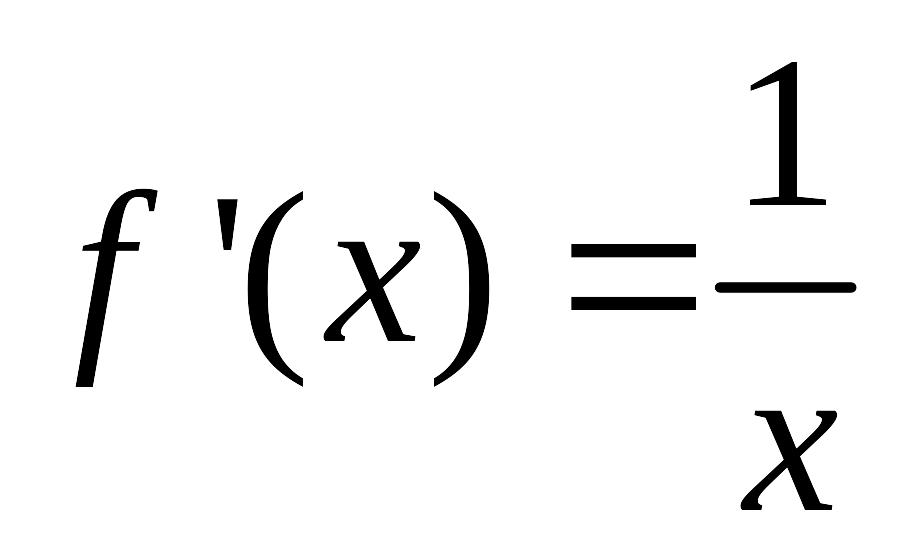 f '(x) = 1/x